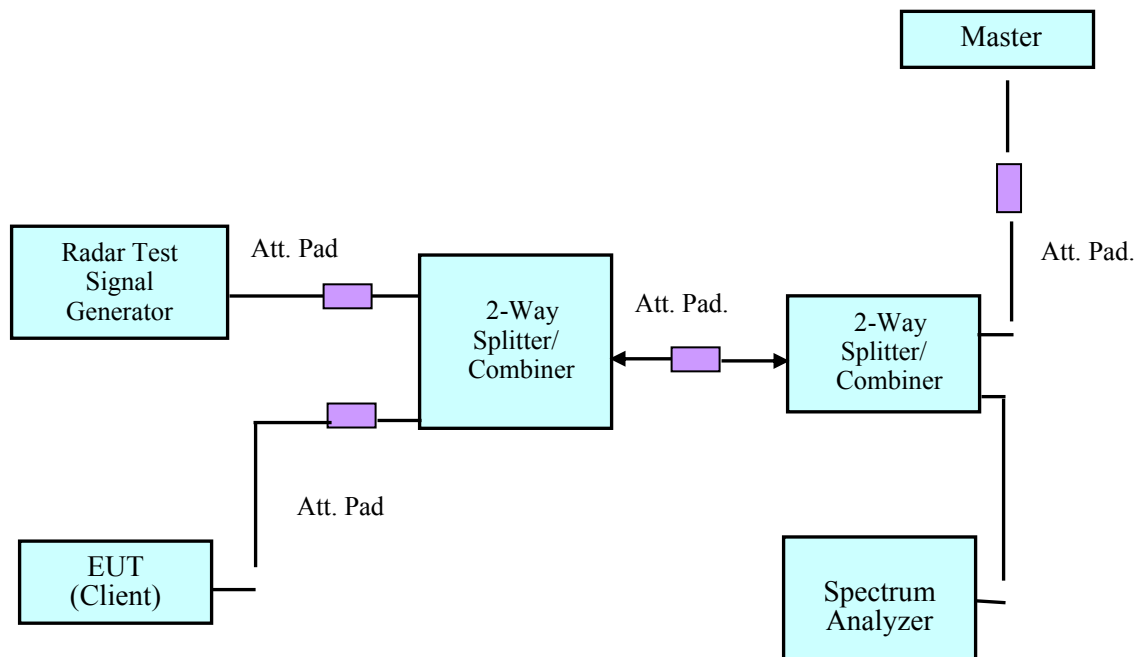 Master
Radar Test
Signal
Generator
Att. Pad
2-Way
Splitter/
Combiner
Att. Pad.
2-Way
Splitter/
Combiner
Att. Pad.
Att. Pad
EUT
(Client)
Spectrum
Analyzer